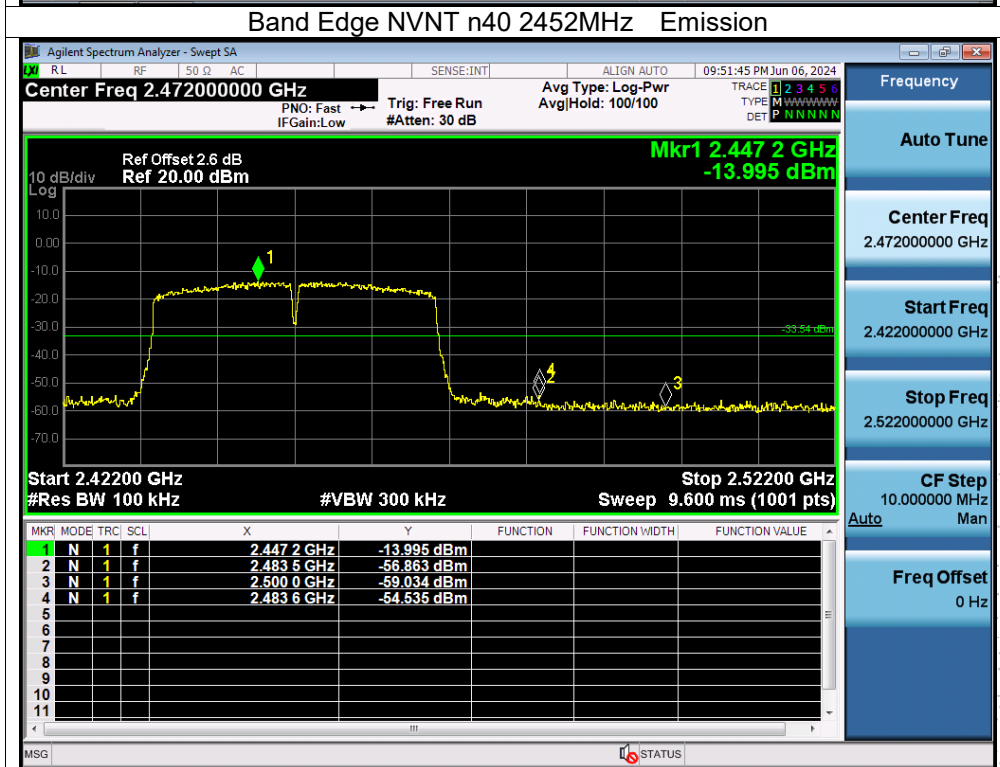 Band Edge NVNT n40 2452MHz Emission
Agilent Spectrum Analyzer - Swept SA
LXI RL RF 50 Ω AC SENSE:INT ALIGN AUTO 09:51:45 PM Jun 06, 2024
Center Freq 2.472000000 GHz
PNO: Fast
IFGain:Low
Trig: Free Run
#Atten: 30 dB
Avg Type: Log-Pwr
Avg|Hold: 100/100
TRACE 1 2 3 4 5 6
TYPE M WWWWW
DET P N N N N N
Ref Offset 2.6 dB
10 dB/div Ref 20.00 dBm
Log
Mkr1 2.447 2 GHz
-13.995 dBm
10.0
0.00
-10.0
-20.0
-30.0
-40.0
-50.0
-60.0
-70.0
1
-33.54 dBm
4
2
3
Start 2.42200 GHz Stop 2.52200 GHz
#Res BW 100 kHz #VBW 300 kHz Sweep 9.600 ms (1001 pts)
MKR MODE TRC SCL X Y FUNCTION FUNCTION WIDTH FUNCTION VALUE
1 N 1 f 2.447 2 GHz -13.995 dBm
2 N 1 f 2.483 5 GHz -56.863 dBm
3 N 1 f 2.500 0 GHz -59.034 dBm
4 N 1 f 2.483 6 GHz -54.535 dBm
5
6
7
8
9
10
11
MSG STATUS
Frequency
Auto Tune
Center Freq
2.472000000 GHz
Start Freq
2.422000000 GHz
Stop Freq
2.522000000 GHz
CF Step
10.000000 MHz
Auto Man
Freq Offset
0 Hz